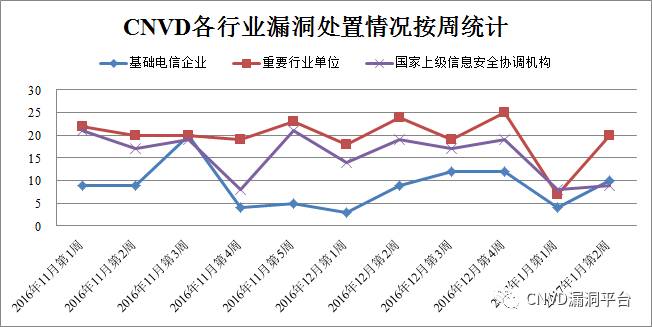 CNVD各行业漏洞处置情况按周统计
基础电信企业 重要行业单位 国家上级信息安全协调机构
30
25
20
15
10
5
0
2016年11月第1周
2016年11月第2周
2016年11月第3周
2016年11月第4周
2016年11月第5周
2016年12月第1周
2016年12月第2周
2016年12月第3周
2016年12月第4周
年1月第1周
17年1月第2周
CNVD漏洞平台